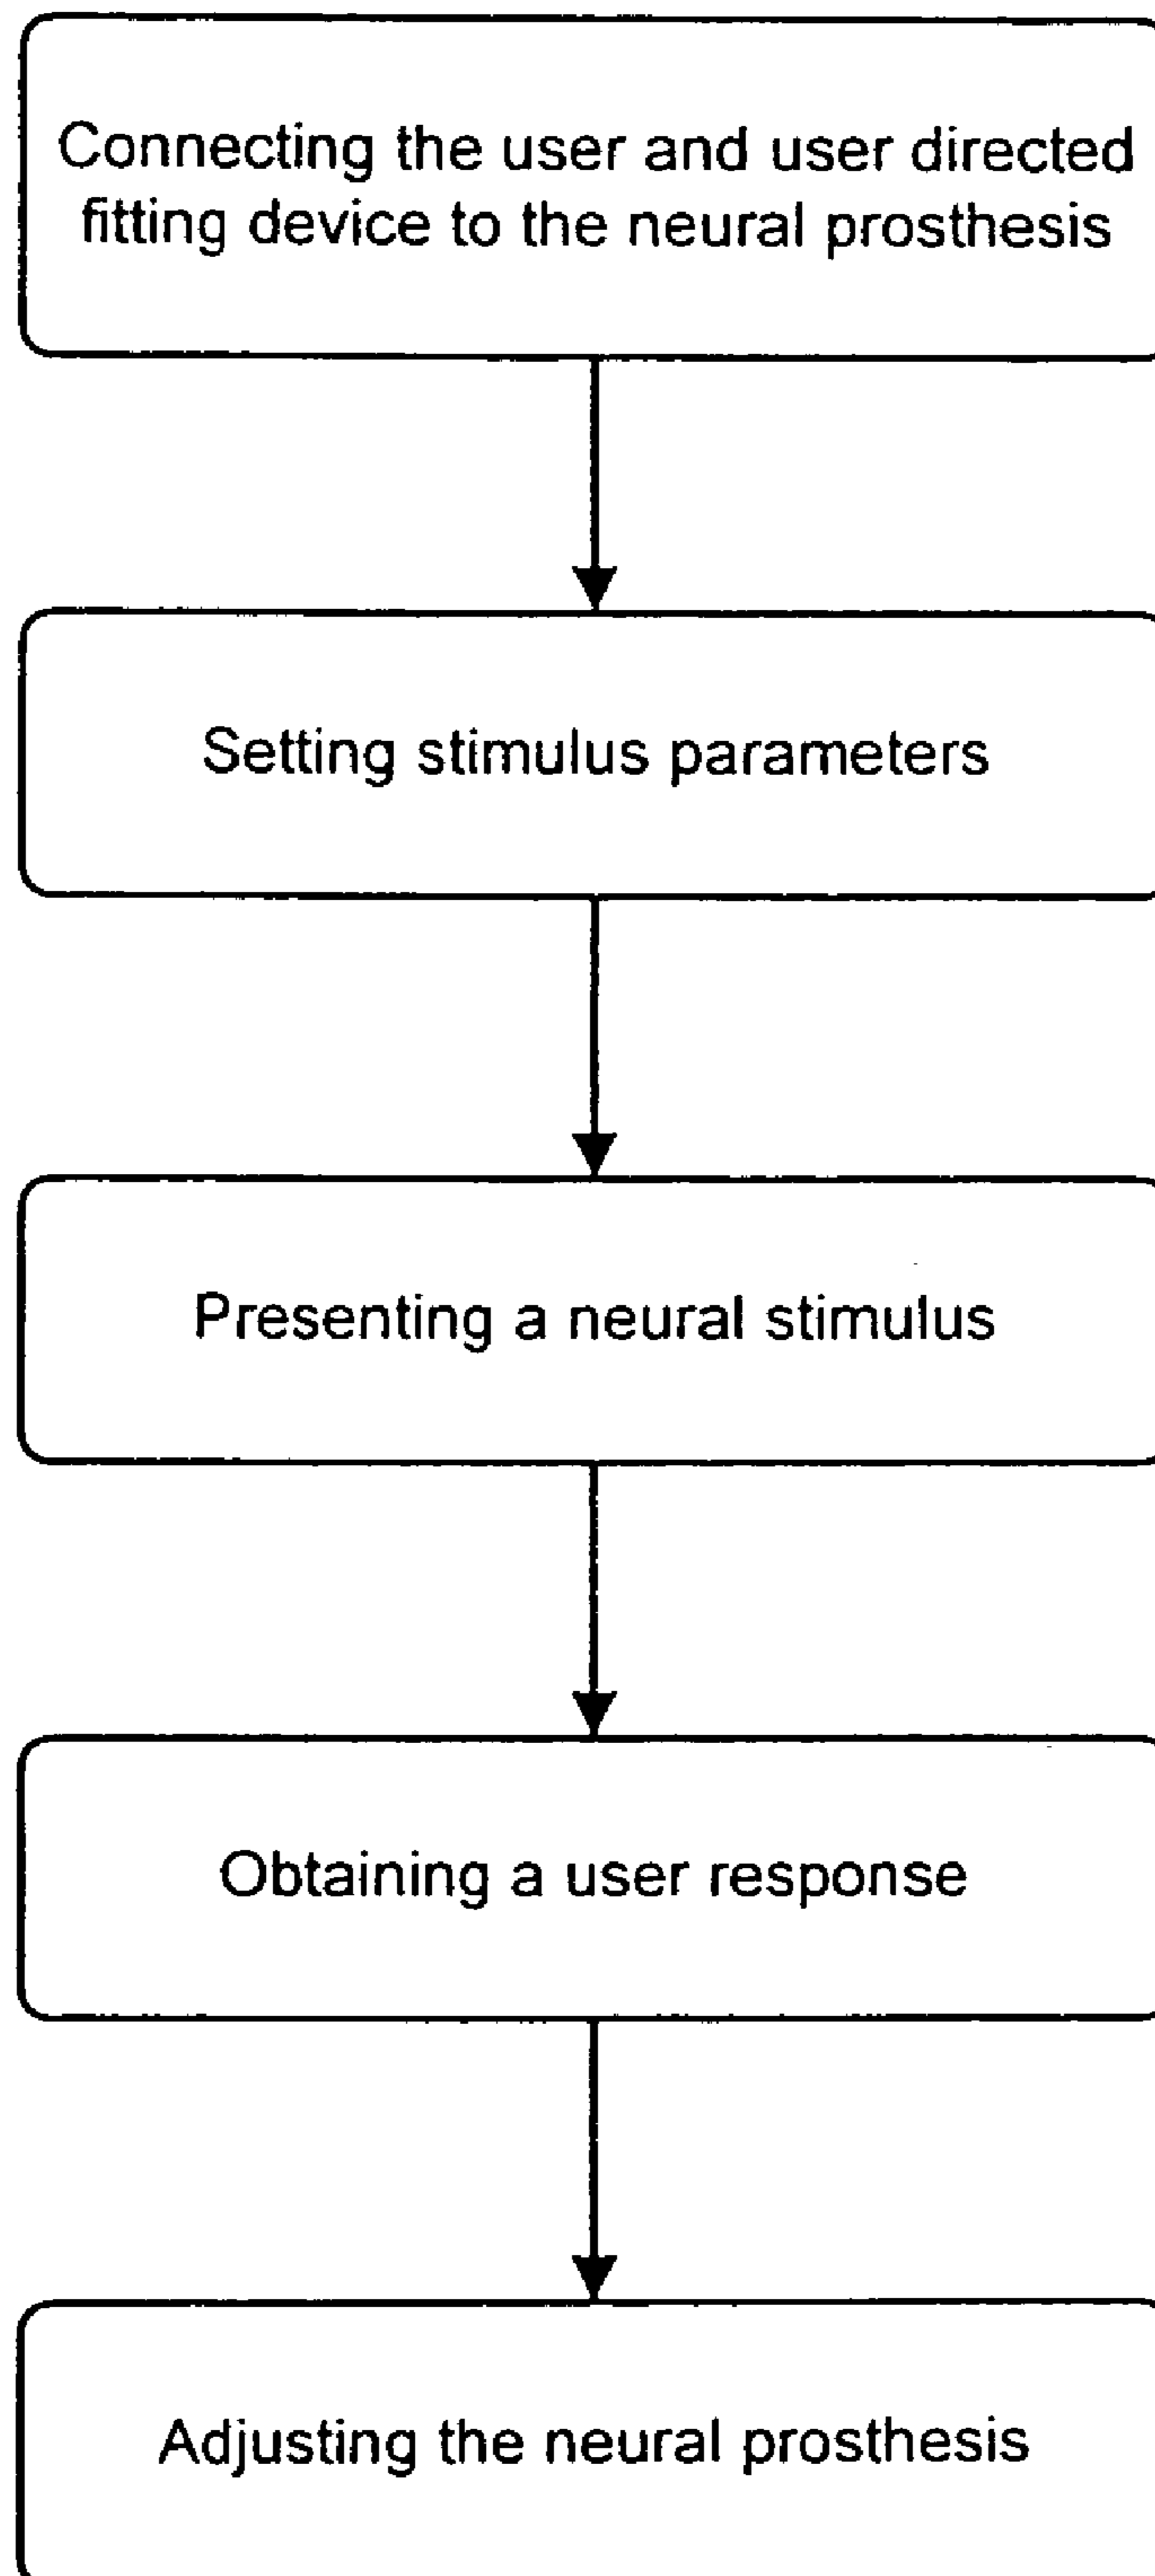 Connecting the user and user directed
fitting device to the neural prosthesis
Setting stimulus parameters
Presenting a neural stimulus
Obtaining a user response
Adjusting the neural prosthesis